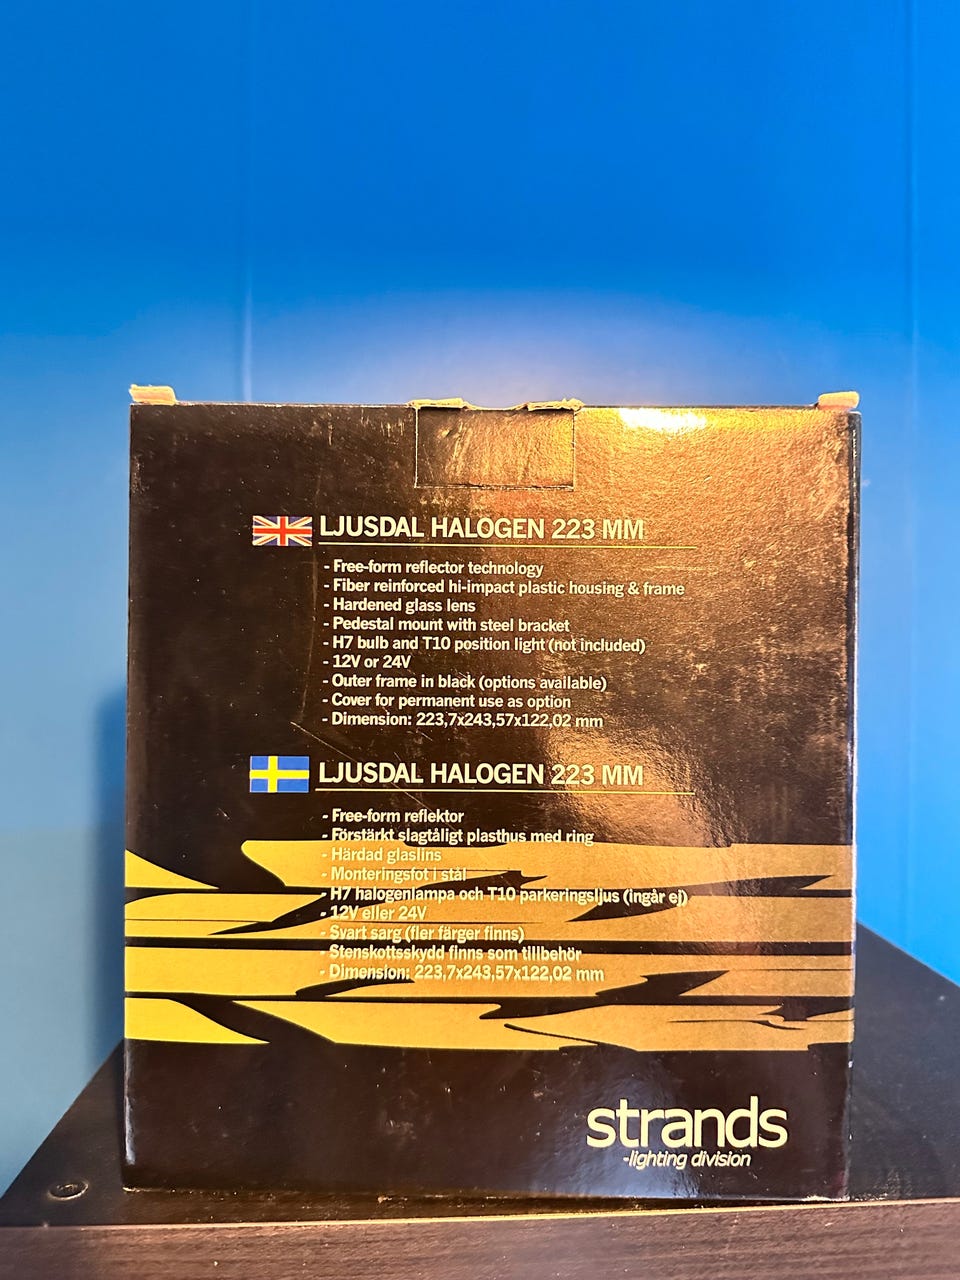 LJUSDAL HALOGEN 223 MM
- Free-form reflector technology
- Fiber reinforced hi-impact plastic housing & frame
- Hardened glass lens
- Pedestal mount with steel bracket
- H7 bulb and T10 position light (not included)
- 12V or 24V
- Outer frame in black (options available)
- Cover for permanent use as option
- Dimension: 223,7x243,57x122,02 mm
LJUSDAL HALOGEN 223 MM
- Free-form reflektor
- Förstärkt slagtåligt plasthus med ring
- Härdad glaslins
- Monteringsfot i stål
- H7 halogenlampa och T10 parkeringsljus (ingår ej)
- 12V eller 24V
- Svart sarg (fler färger finns)
- Stenskottsskydd finns som tillbehör
- Dimension: 223,7x243,57x122,02 mm
strands
-lighting division